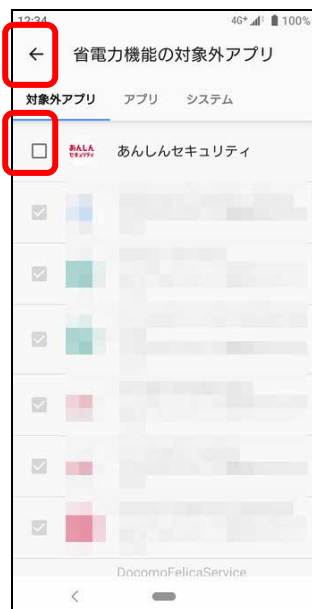 12:34 4G+ 100%
省電力機能の対象外アプリ
対象外アプリ アプリ システム
あんしん セキュリティ あんしんセキュリティ
DocomoFelicaService